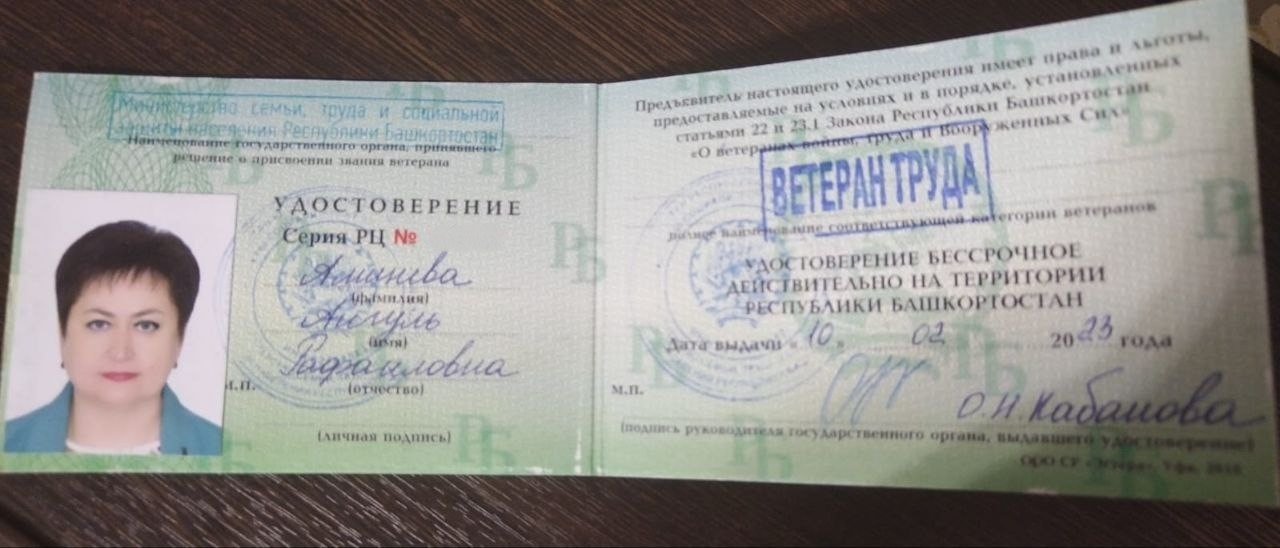 Министерство семьи, труда и социальной
защиты населения Республики Башкортостан
Наименование государственного органа, принявшего
решение о присвоении звания ветерана
УДОСТОВЕРЕНИЕ
Серия РЦ №
Аминева
(фамилия)
Айгуль
(имя)
Рафаиловна
м.п.
(отчество)
(личная подпись)
Предъявитель настоящего удостоверения имеет права и льготы,
предоставляемые на условиях и в порядке, установленных
статьями 22 и 23.1 Закона Республики Башкортостан
«О ветеранах войны, труда и Вооруженных Сил»
ВЕТЕРАН ТРУДА
полное наименование соответствующей категории ветеранов
УДОСТОВЕРЕНИЕ БЕССРОЧНОЕ
ДЕЙСТВИТЕЛЬНО НА ТЕРРИТОРИИ
РЕСПУБЛИКИ БАШКОРТОСТАН
Дата выдачи «10» 02 2023 года
м.п.
О.Н. Кабанова
(подпись руководителя государственного органа, выдавшего удостоверение)
Уфа, 2018